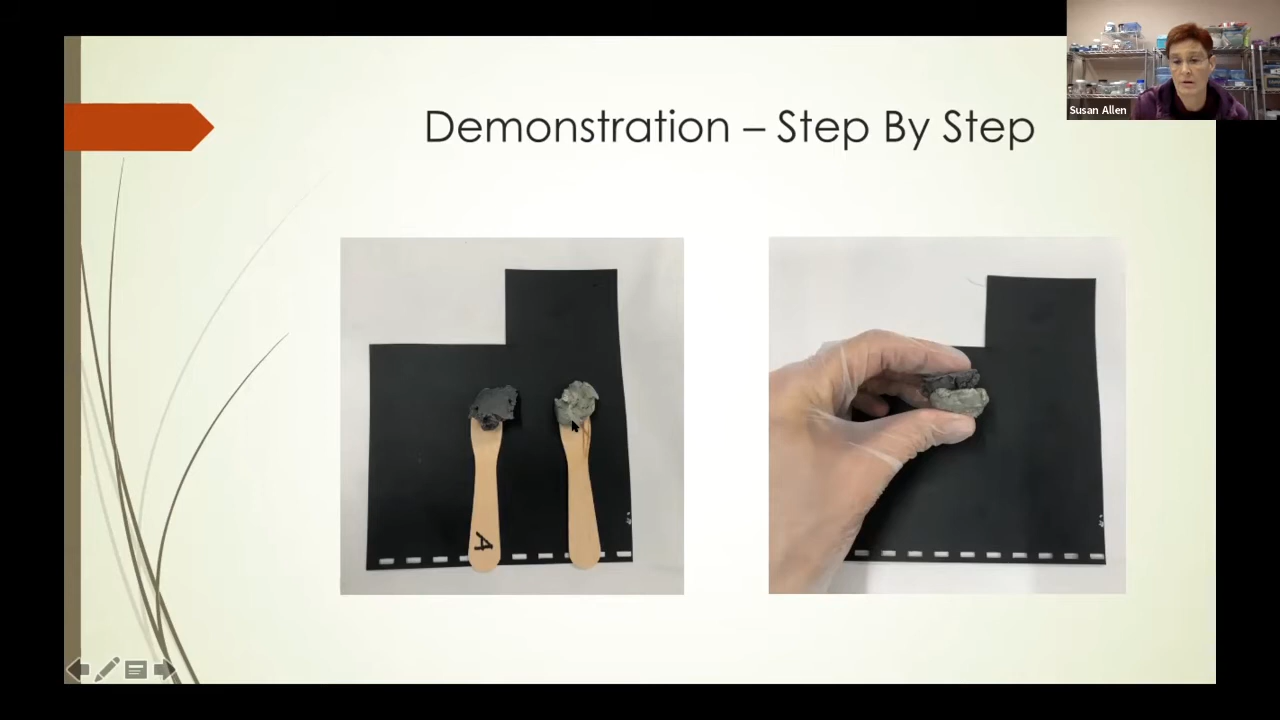 Demonstration – Step By Step
Susan Allen
A